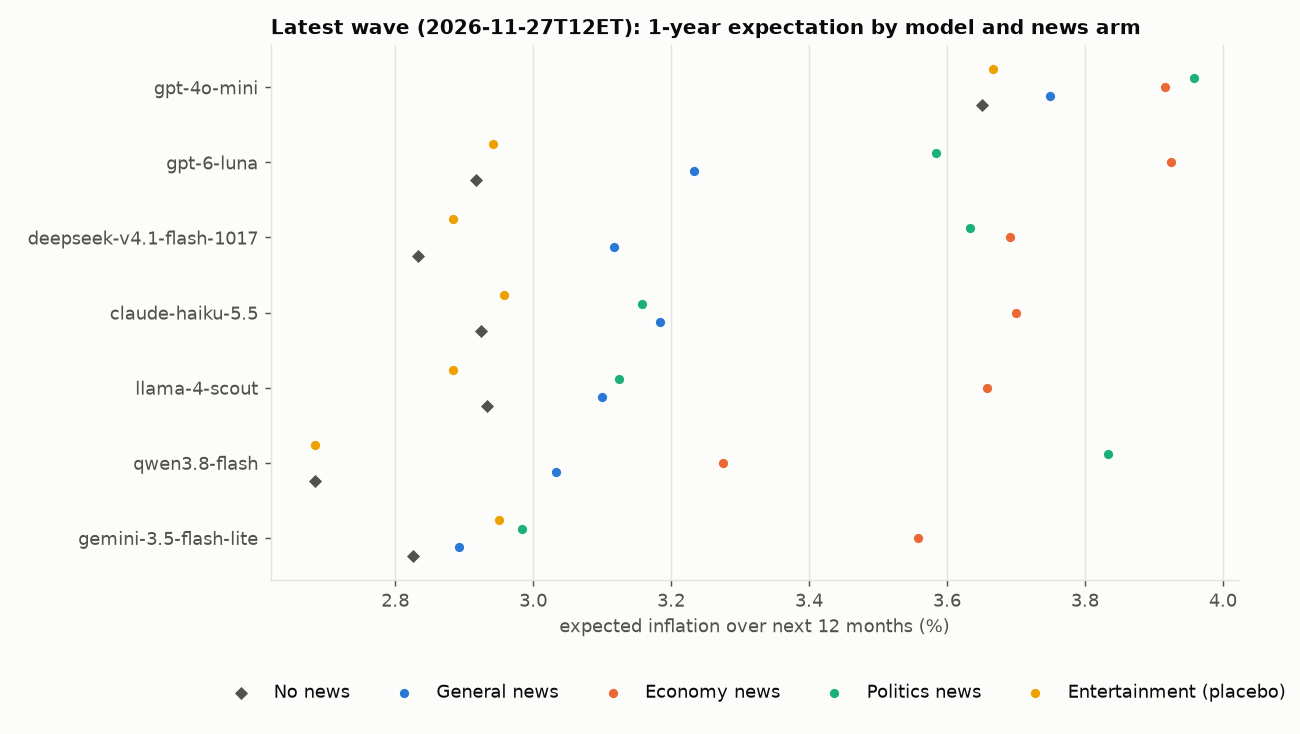 Latest wave (2026-11-27T12ET): 1-year expectation by model and news arm
gpt-4o-mini
gpt-6-luna
deepseek-v4.1-flash-1017
claude-haiku-5.5
llama-4-scout
qwen3.8-flash
gemini-3.5-flash-lite
2.8 3.0 3.2 3.4 3.6 3.8 4.0
expected inflation over next 12 months (%)
No news General news Economy news Politics news Entertainment (placebo)